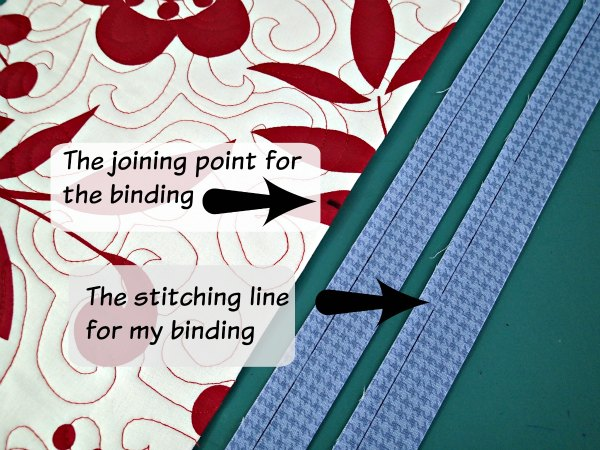 The joining point for
the binding
The stitching line
for my binding